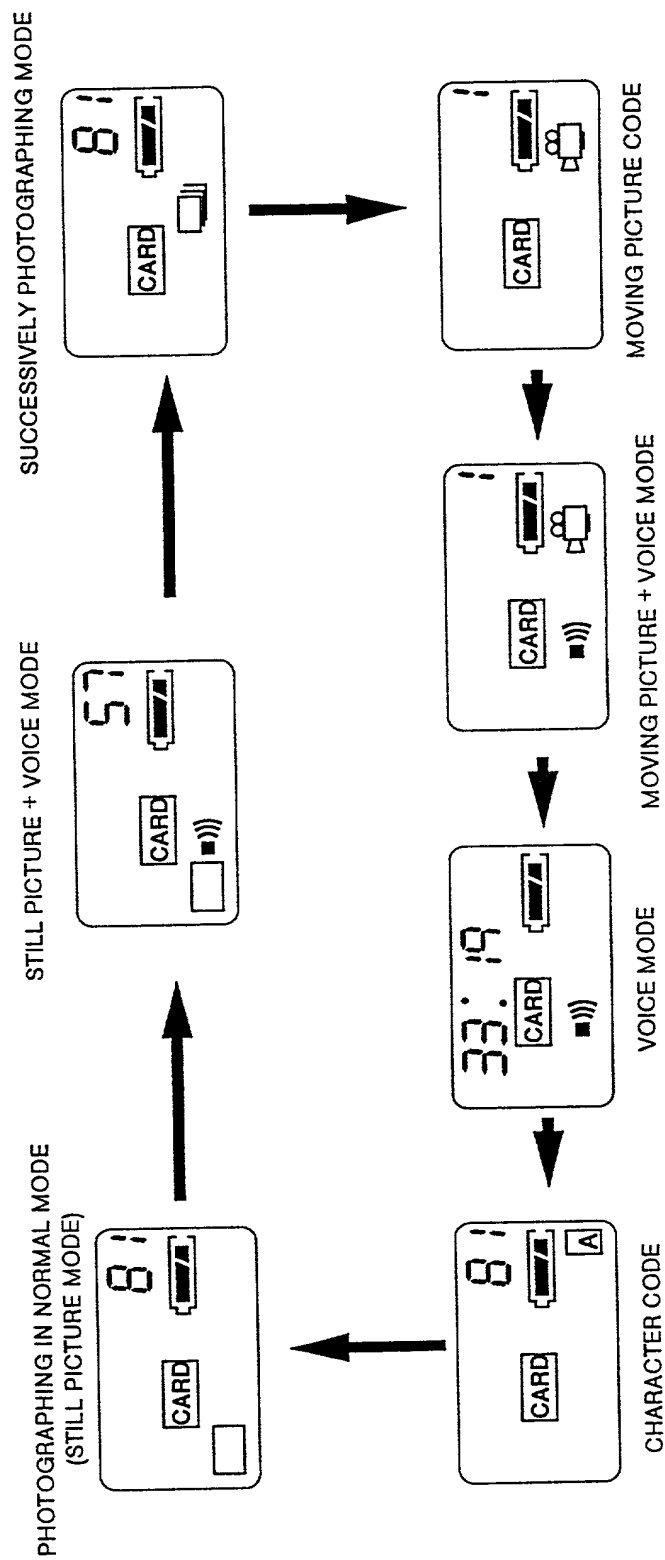 PHOTOGRAPHING IN NORMAL MODE
(STILL PICTURE MODE)
81
CARD
STILL PICTURE + VOICE MODE
57
CARD
SUCCESSIVELY PHOTOGRAPHING MODE
81
CARD
CHARACTER CODE
81
CARD
A
VOICE MODE
33:19
CARD
MOVING PICTURE + VOICE MODE
1
CARD
MOVING PICTURE CODE
1
CARD